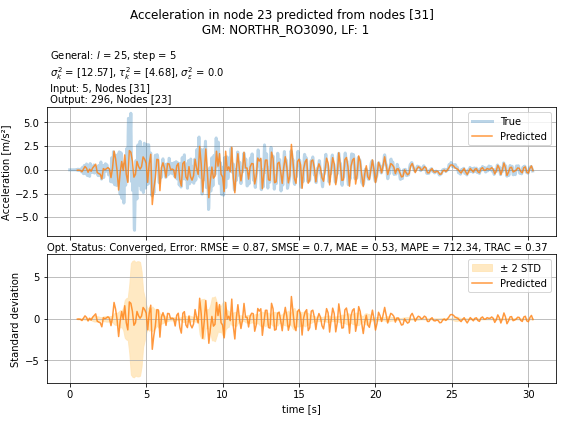 Acceleration in node 23 predicted from nodes [31]
GM: NORTHR_RO3090, LF: 1
General: l = 25, step = 5
σ²ₖ = [12.57], τ²ₖ = [4.68], σ²ε = 0.0
Input: 5, Nodes [31]
Output: 296, Nodes [23]
Acceleration [m/s²]
5.0
2.5
0.0
−2.5
−5.0
True
Predicted
Opt. Status: Converged, Error: RMSE = 0.87, SMSE = 0.7, MAE = 0.53, MAPE = 712.34, TRAC = 0.37
Standard deviation
5
0
−5
± 2 STD
Predicted
0 5 10 15 20 25 30
time [s]